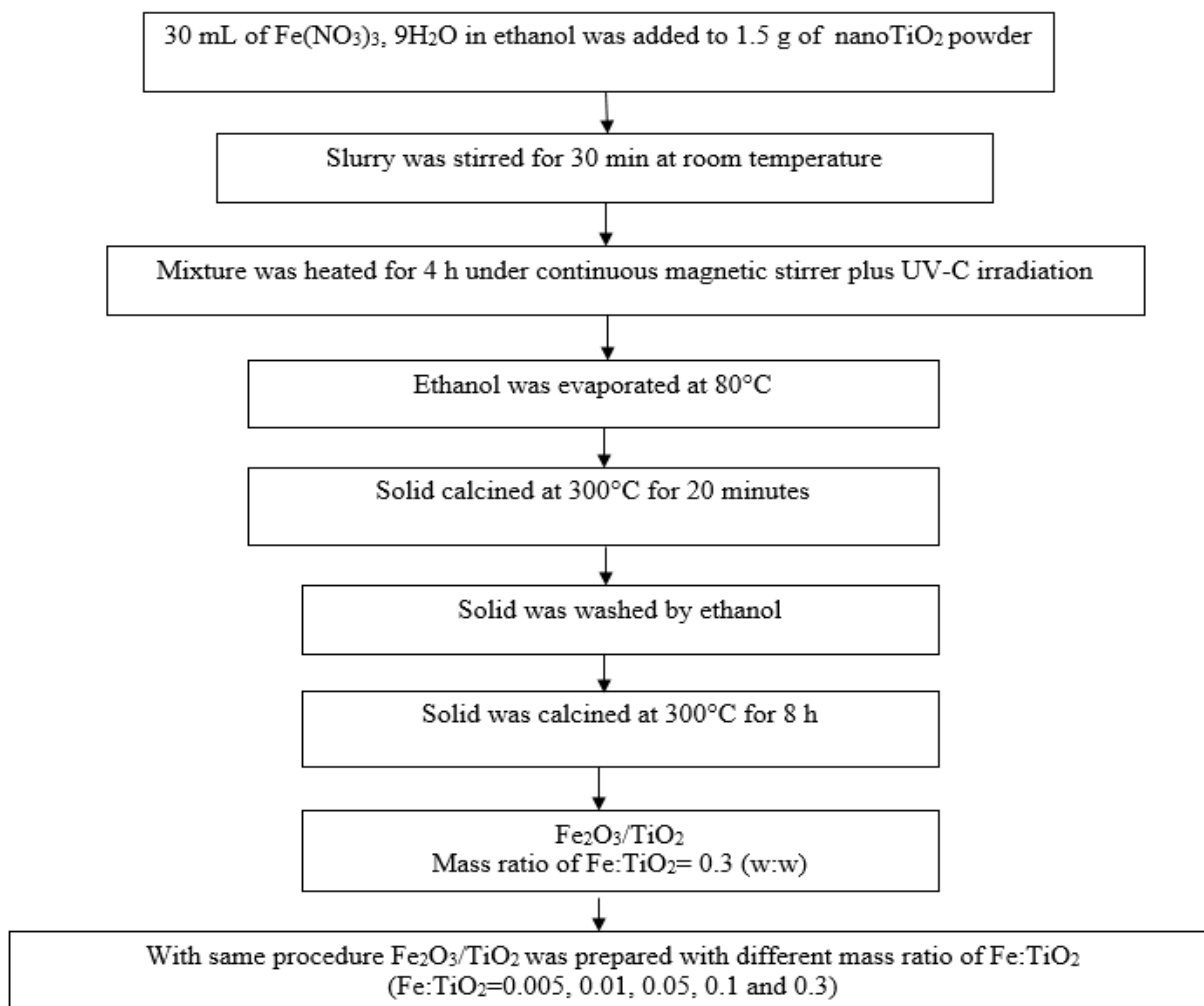 30 mL of Fe(NO₃)₃, 9H₂O in ethanol was added to 1.5 g of nanoTiO₂ powder
Slurry was stirred for 30 min at room temperature
Mixture was heated for 4 h under continuous magnetic stirrer plus UV-C irradiation
Ethanol was evaporated at 80°C
Solid calcined at 300°C for 20 minutes
Solid was washed by ethanol
Solid was calcined at 300°C for 8 h
Fe₂O₃/TiO₂
Mass ratio of Fe:TiO₂= 0.3 (w:w)
With same procedure Fe₂O₃/TiO₂ was prepared with different mass ratio of Fe:TiO₂
(Fe:TiO₂=0.005, 0.01, 0.05, 0.1 and 0.3)